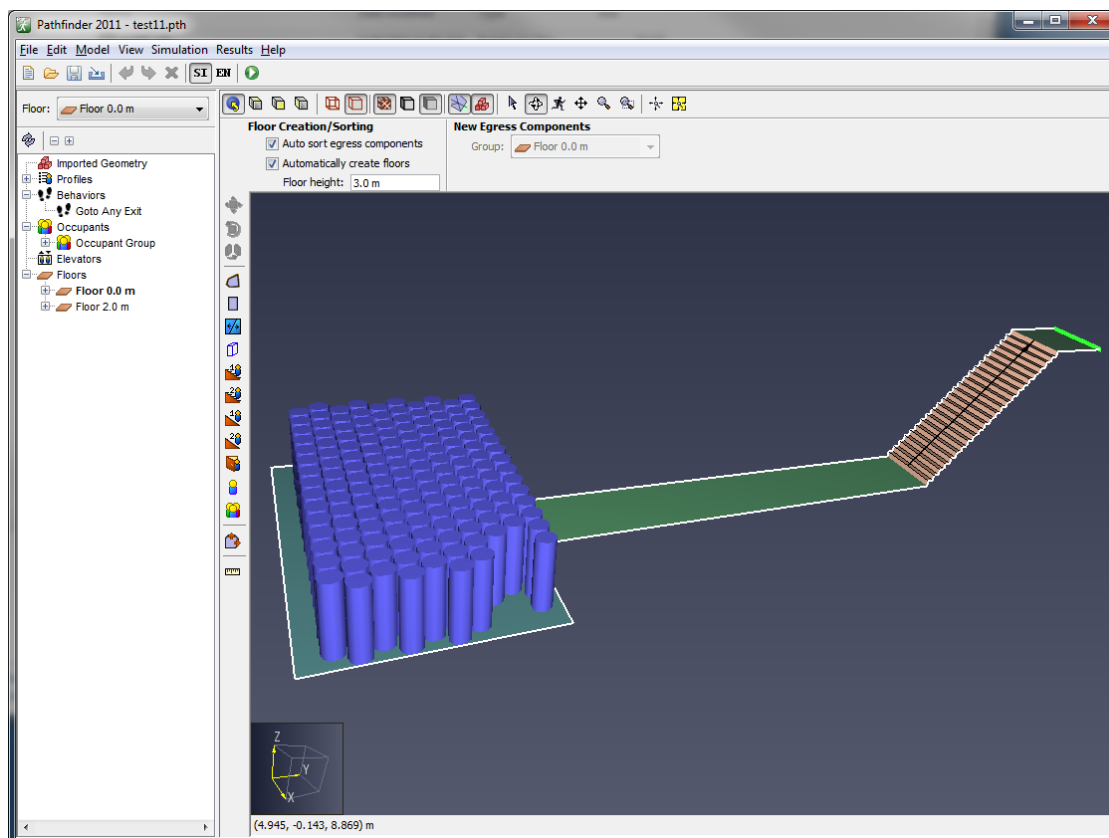 Pathfinder 2011 - test11.pth
File Edit Model View Simulation Results Help
SI EN
Floor: Floor 0.0 m
Floor Creation/Sorting
New Egress Components
Auto sort egress components
Group: Floor 0.0 m
Automatically create floors
Floor height: 3.0 m
Imported Geometry
Profiles
Behaviors
Goto Any Exit
Occupants
Occupant Group
Elevators
Floors
Floor 0.0 m
Floor 2.0 m
Z
Y
X
(4.945, -0.143, 8.869) m